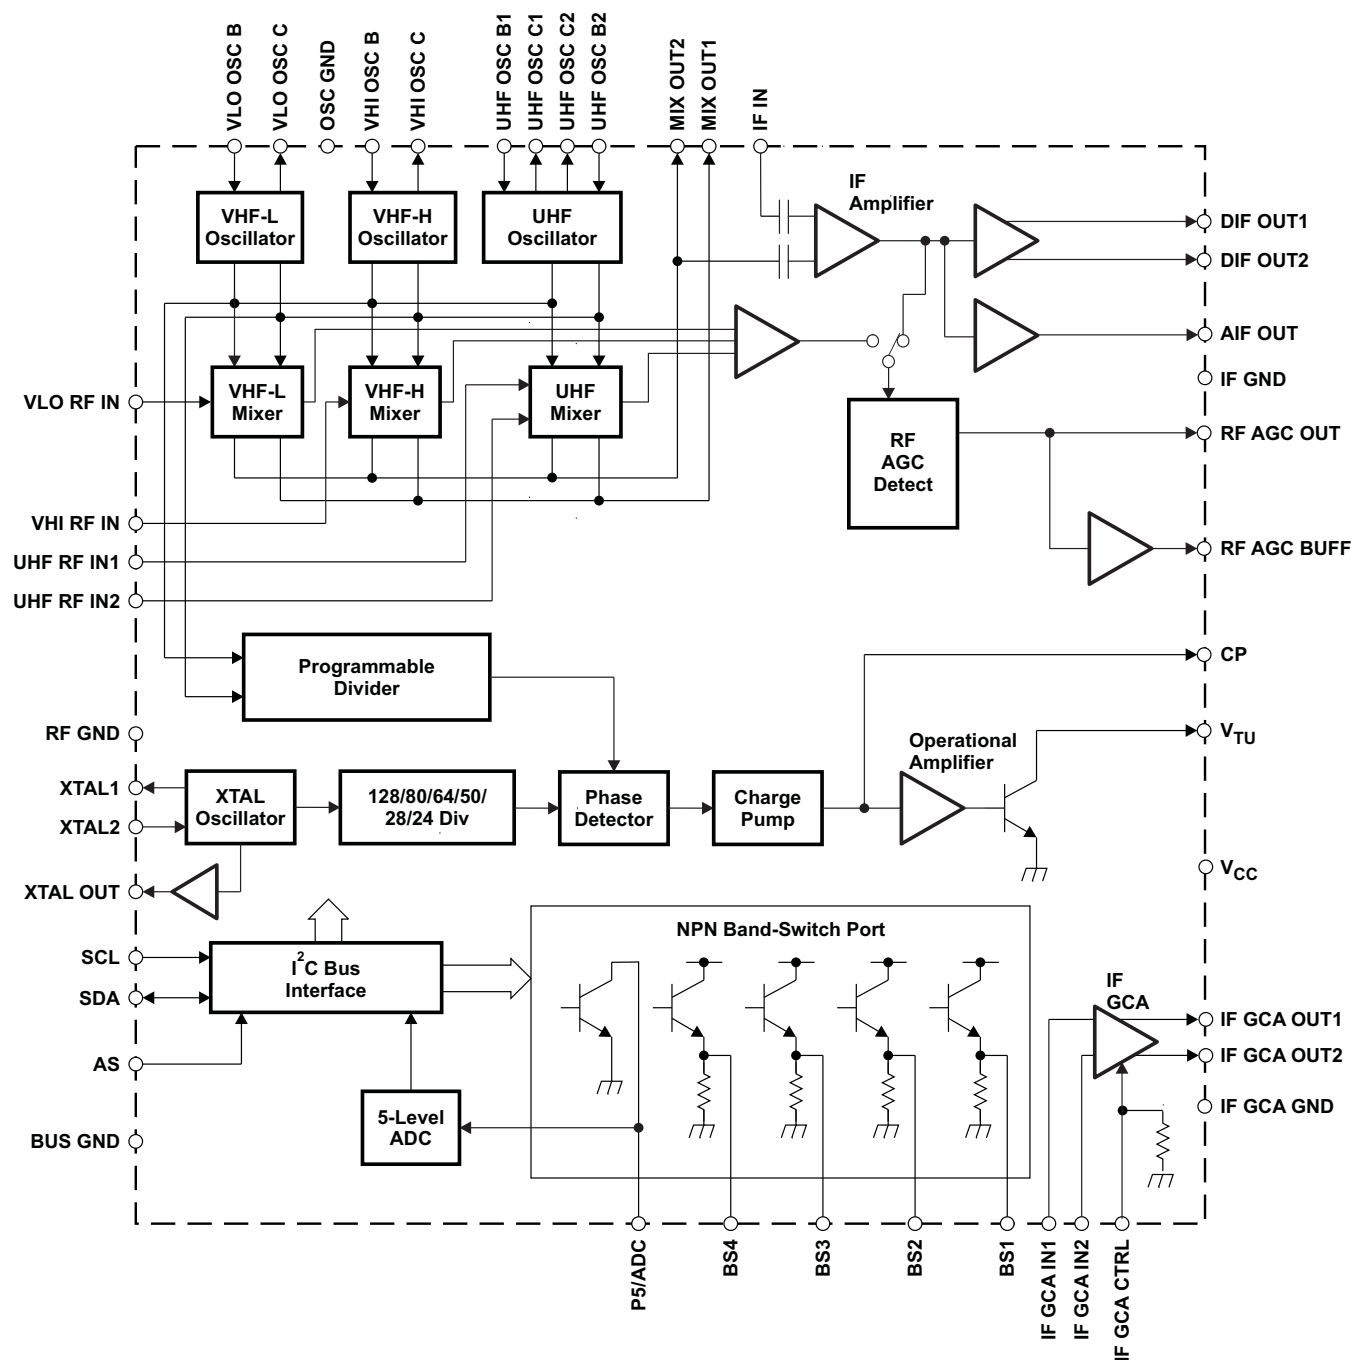 VLO OSC B
VLO OSC C
OSC GND
VHI OSC B
VHI OSC C
UHF OSC B1
UHF OSC C1
UHF OSC C2
UHF OSC B2
MIX OUT2
MIX OUT1
IF IN
VHF-L
Oscillator
VHF-H
Oscillator
UHF
Oscillator
IF
Amplifier
DIF OUT1
DIF OUT2
AIF OUT
IF GND
VLO RF IN
VHF-L
Mixer
VHF-H
Mixer
UHF
Mixer
RF
AGC
Detect
RF AGC OUT
VHI RF IN
UHF RF IN1
UHF RF IN2
RF AGC BUFF
Programmable
Divider
CP
RF GND
Operational
Amplifier
VTU
XTAL1
XTAL2
XTAL
Oscillator
128/80/64/50/
28/24 Div
Phase
Detector
Charge
Pump
VCC
XTAL OUT
NPN Band-Switch Port
SCL
SDA
I2C Bus
Interface
IF
GCA
IF GCA OUT1
IF GCA OUT2
AS
5-Level
ADC
IF GCA GND
BUS GND
P5/ADC
BS4
BS3
BS2
BS1
IF GCA IN1
IF GCA IN2
IF GCA CTRL